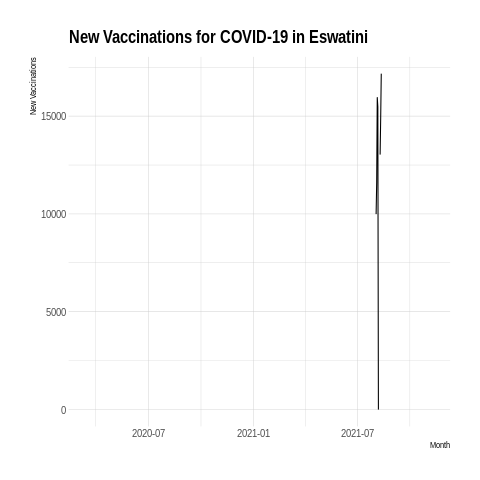 New Vaccinations for COVID-19 in Eswatini
New Vaccinations
15000
10000
5000
0
2020-07 2021-01 2021-07
Month